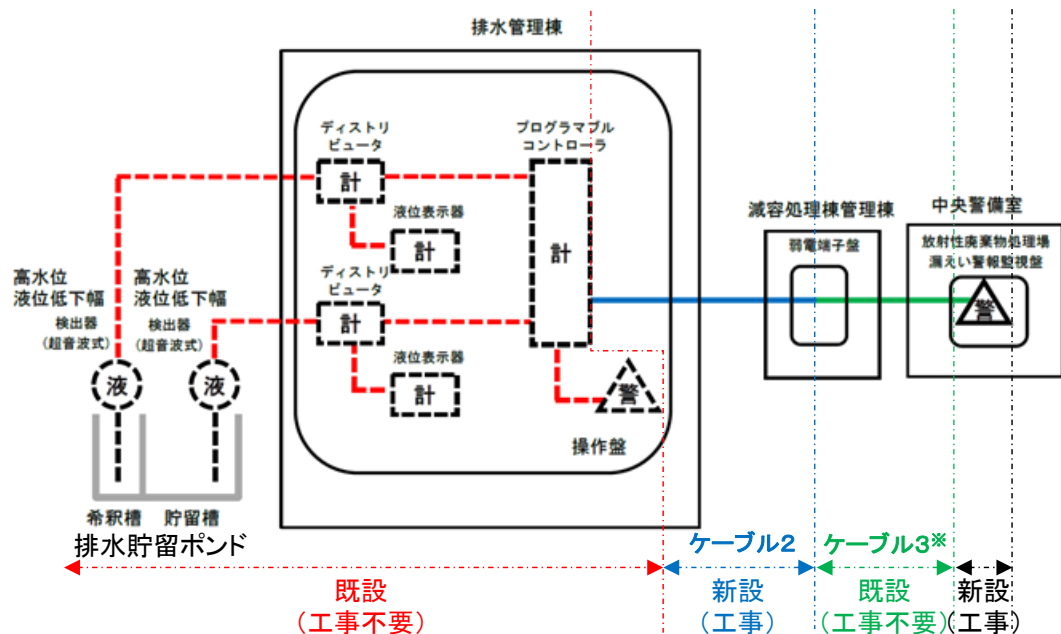 排水管理棟
ディストリ
ビュータ
計
プログラマブル
コントローラ
計
液位表示器
計
ディストリ
ビュータ
計
液位表示器
計
警
操作盤
高水位
液位低下幅
検出器
(超音波式)
液
高水位
液位低下幅
検出器
(超音波式)
液
希釈槽
貯留槽
排水貯留ポンド
減容処理棟管理棟
弱電端子盤
中央警備室
放射性廃棄物処理場
漏えい警報監視盤
警
ケーブル2
ケーブル3※
既設
(工事不要)
新設
(工事)
既設
(工事不要)
新設
(工事)